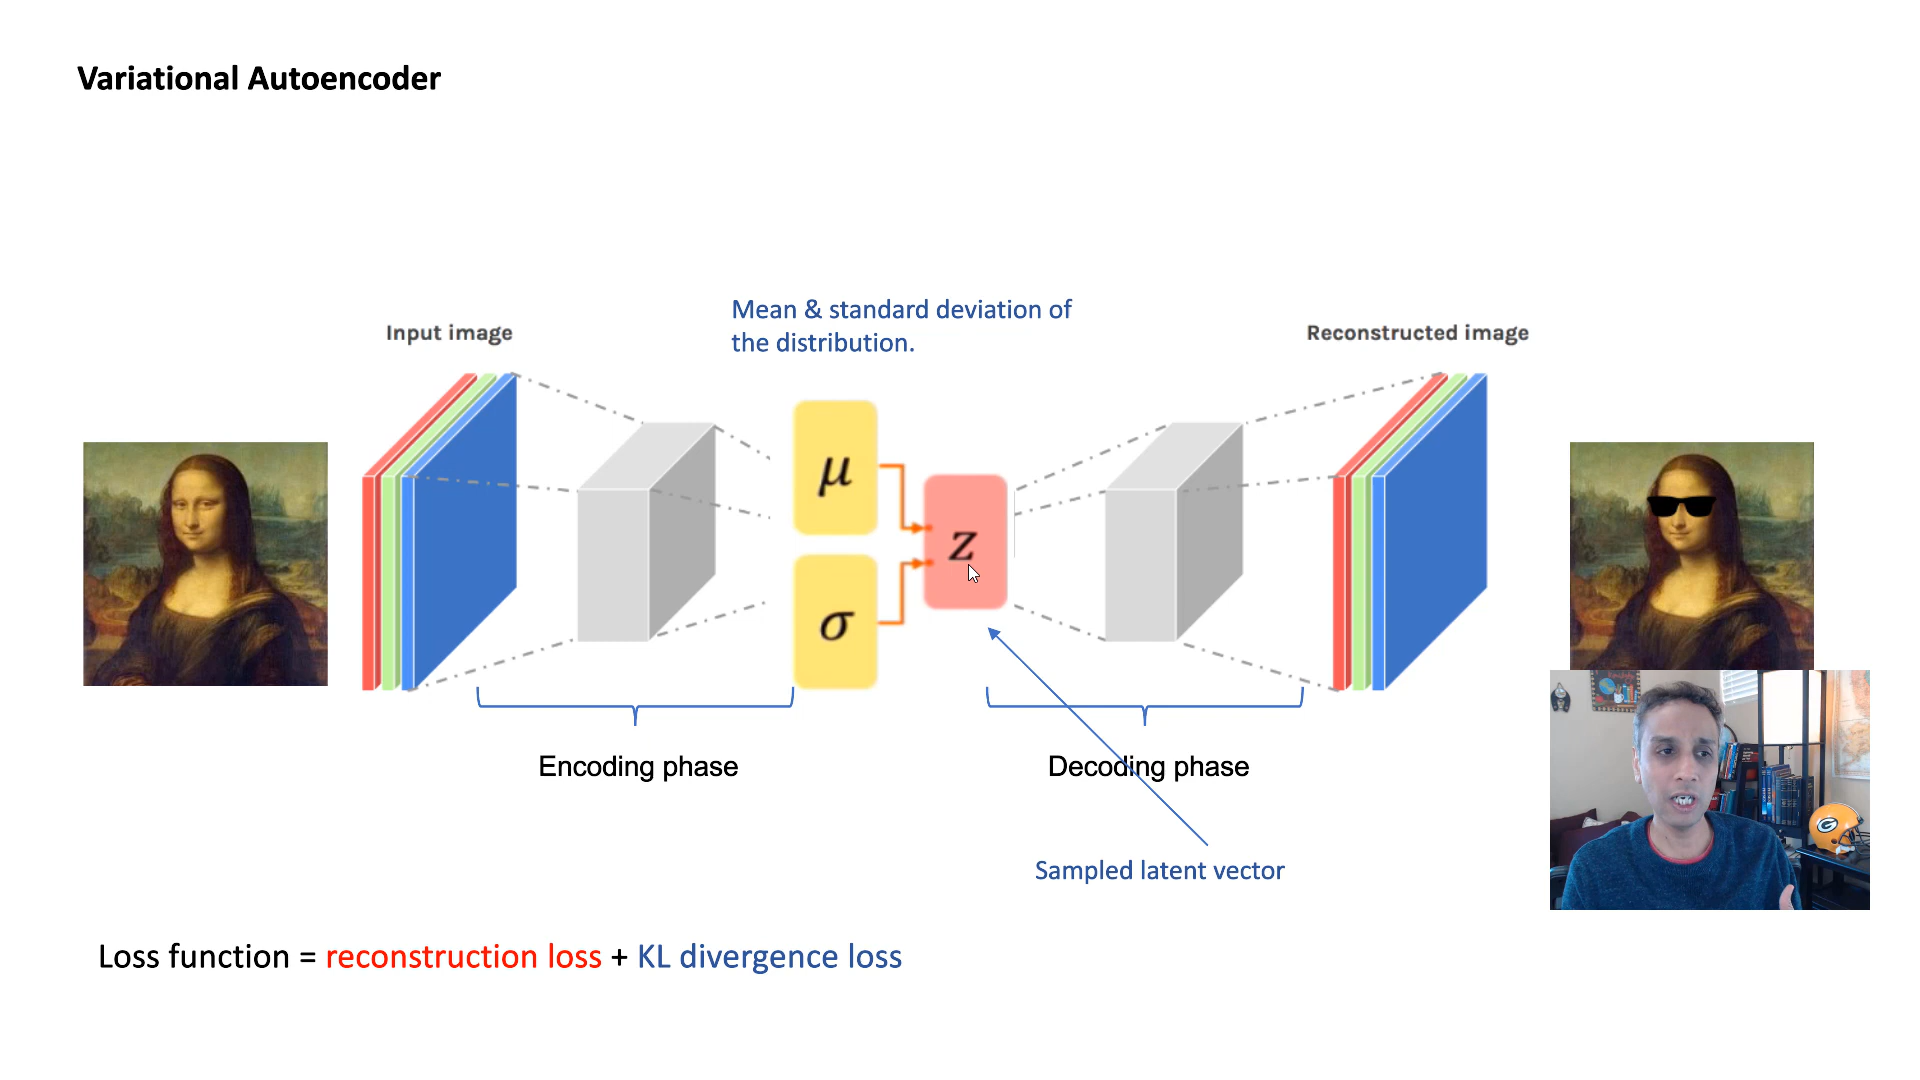 Variational Autoencoder
Mean & standard deviation of
the distribution.
Input image
Reconstructed image
μ
z
σ
Encoding phase
Decoding phase
Sampled latent vector
Loss function = reconstruction loss + KL divergence loss
G